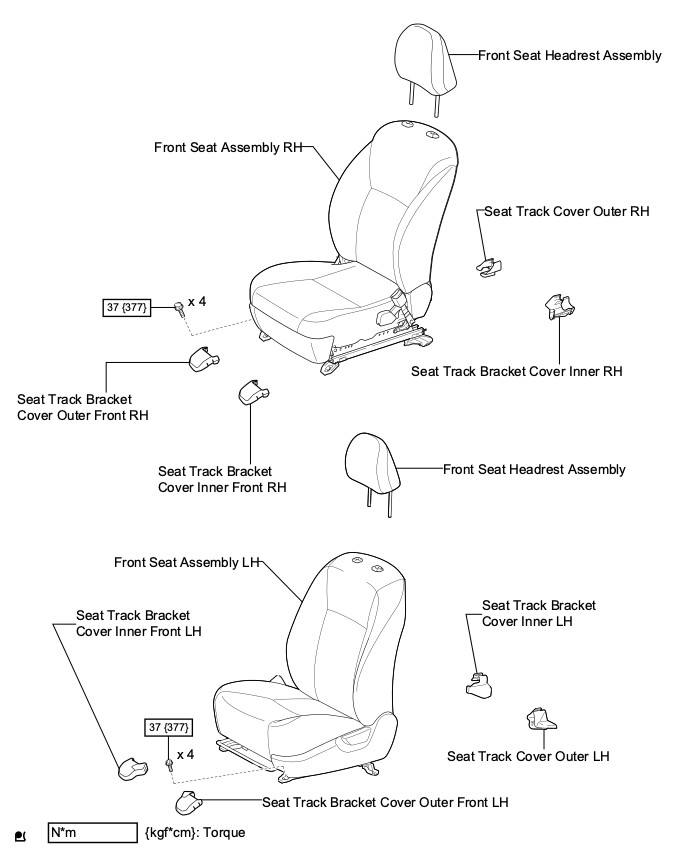 Front Seat Headrest Assembly
Front Seat Assembly RH
Seat Track Cover Outer RH
37 {377}
x 4
Seat Track Bracket Cover Inner RH
Seat Track Bracket
Cover Outer Front RH
Seat Track Bracket
Cover Inner Front RH
Front Seat Headrest Assembly
Front Seat Assembly LH
Seat Track Bracket
Cover Inner Front LH
Seat Track Bracket
Cover Inner LH
37 {377}
x 4
Seat Track Cover Outer LH
Seat Track Bracket Cover Outer Front LH
N*m {kgf*cm}: Torque